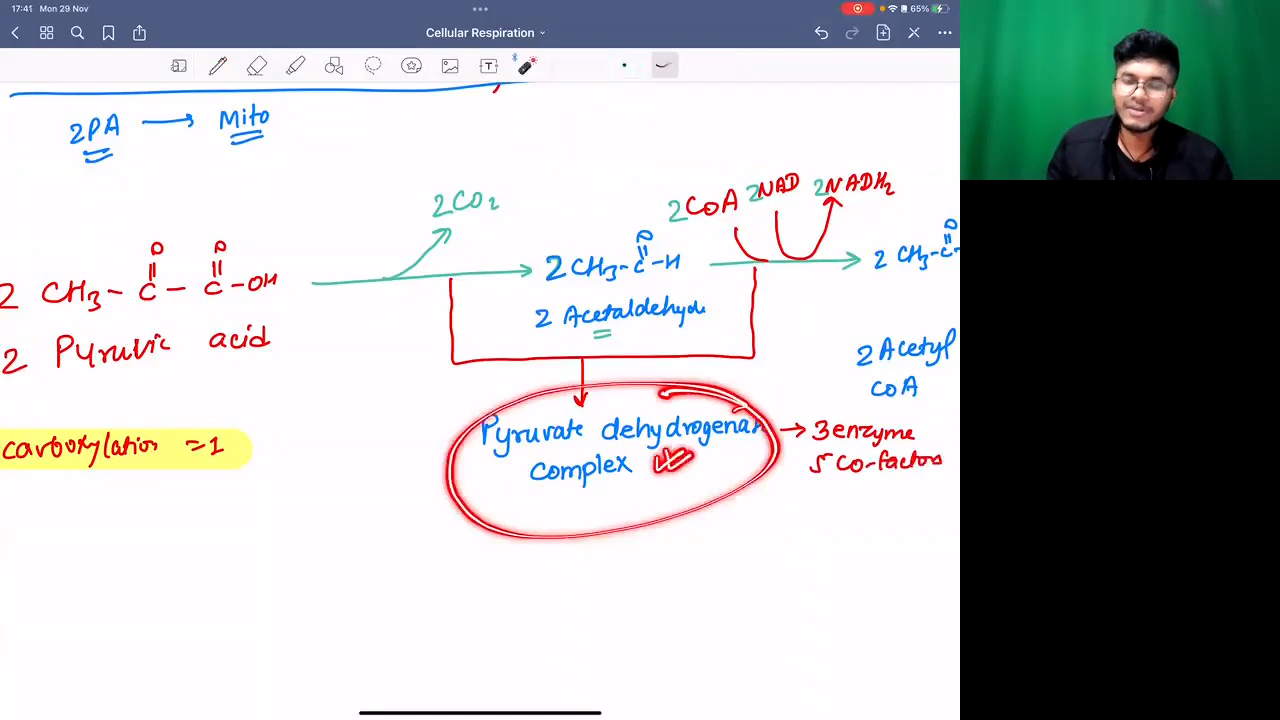 17:41 Mon 29 Nov
65%
Cellular Respiration
2PA → Mito
2CO₂
2CoA 2NAD 2NADH₂
O O
2 CH₃-C-C-OH
O
2CH₃-C-H
O
2 CH₃-C-
2 Pyruvic acid
2 Acetaldehyde
2 Acetyl
CoA
Pyruvate dehydrogenase
complex
→ 3 enzyme
5 Co-factors
carboxylation = 1